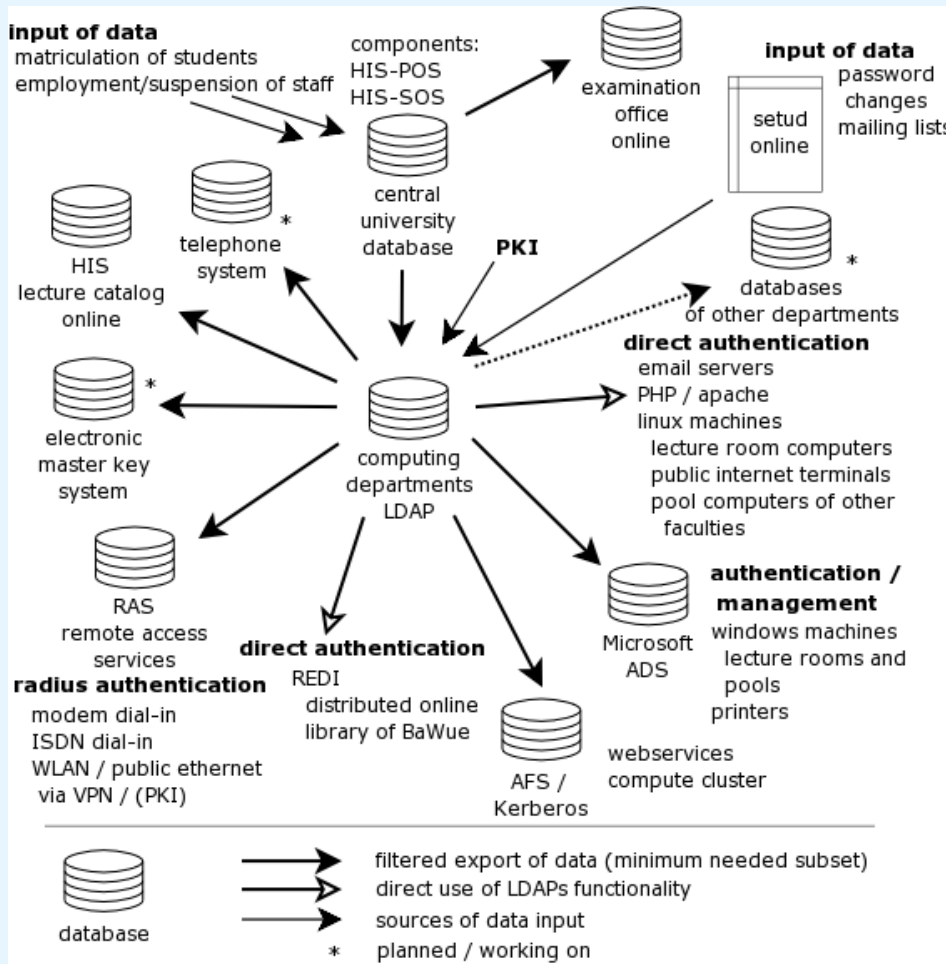 input of data
matriculation of students
employment/suspension of staff
components:
HIS-POS
HIS-SOS
central
university
database
examination
office
online
input of data
password
changes
mailing lists
setud
online
HIS
lecture catalog
online
*
telephone
system
PKI
*
databases
of other departments
*
electronic
master key
system
computing
departments
LDAP
direct authentication
email servers
PHP / apache
linux machines
lecture room computers
public internet terminals
pool computers of other
faculties
RAS
remote access
services
radius authentication
modem dial-in
ISDN dial-in
WLAN / public ethernet
via VPN / (PKI)
direct authentication
REDI
distributed online
library of BaWue
AFS /
Kerberos
webservices
compute cluster
Microsoft
ADS
authentication /
management
windows machines
lecture rooms and
pools
printers
database
filtered export of data (minimum needed subset)
direct use of LDAPs functionality
sources of data input
* planned / working on